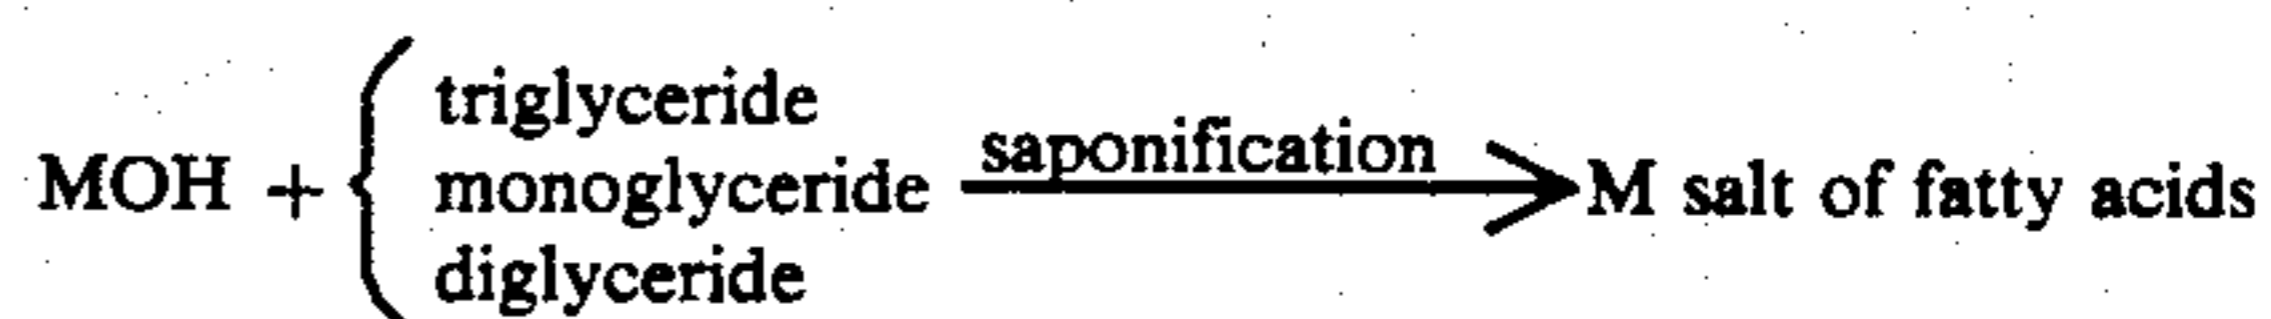 triglyceride
saponification
MOH + { monoglyceride → M salt of fatty acids
diglyceride